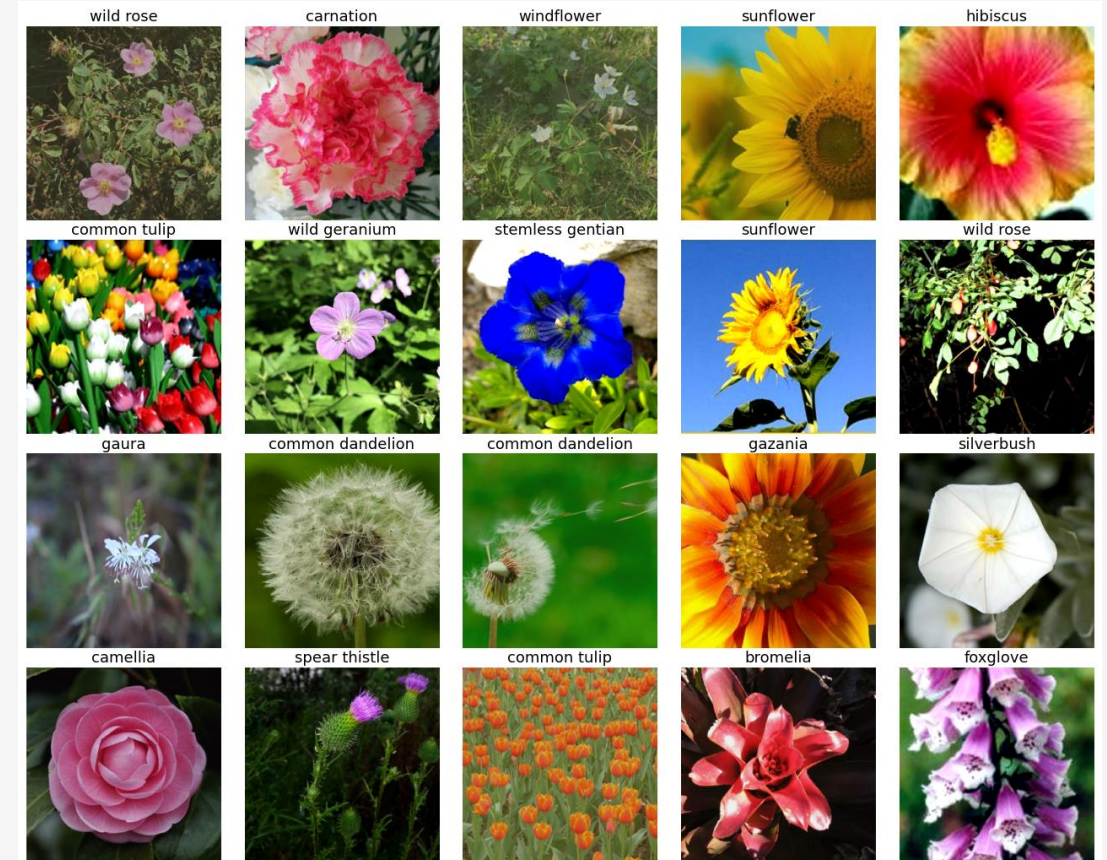 wild rose
carnation
windflower
sunflower
hibiscus
common tulip
wild geranium
stemless gentian
sunflower
wild rose
gaura
common dandelion
common dandelion
gazania
silverbush
camellia
spear thistle
common tulip
bromelia
foxglove